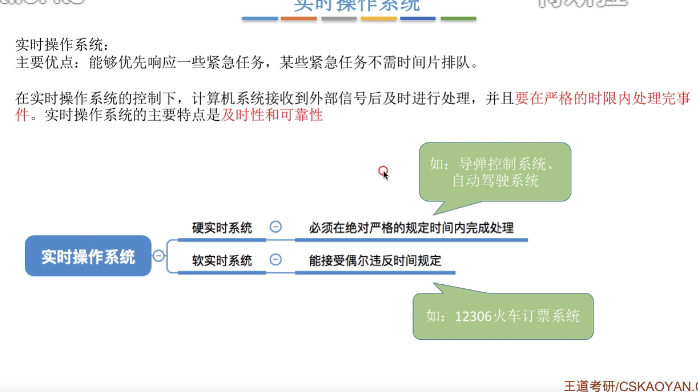 实时操作系统
实时操作系统：
主要优点：能够优先响应一些紧急任务，某些紧急任务不需时间片排队。
在实时操作系统的控制下，计算机系统接收到外部信号后及时进行处理，并且要在严格的时限内处理完事
件。实时操作系统的主要特点是及时性和可靠性
如：导弹控制系统、
自动驾驶系统
硬实时系统
必须在绝对严格的规定时间内完成处理
实时操作系统
软实时系统
能接受偶尔违反时间规定
如：12306火车订票系统
王道考研/CSKAOYAN.